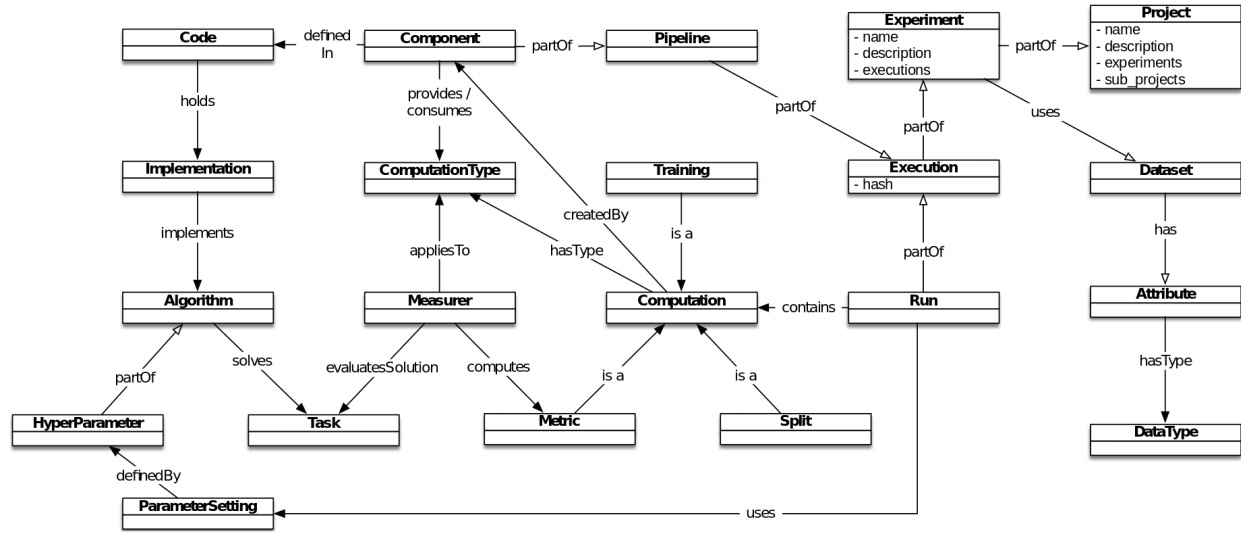 Experiment
- name
- description
- executions
Project
- name
- description
- experiments
- sub_projects
Code
defined
In
Component
partOf
Pipeline
partOf
holds
provides /
consumes
partOf
partOf
uses
Implementation
ComputationType
Training
Execution
- hash
Dataset
implements
appliesTo
hasType
createdBy
is a
partOf
has
Algorithm
Measurer
Computation
contains
Run
Attribute
partOf
solves
evaluatesSolution
computes
is a
is a
hasType
HyperParameter
Task
Metric
Split
DataType
definedBy
ParameterSetting
uses